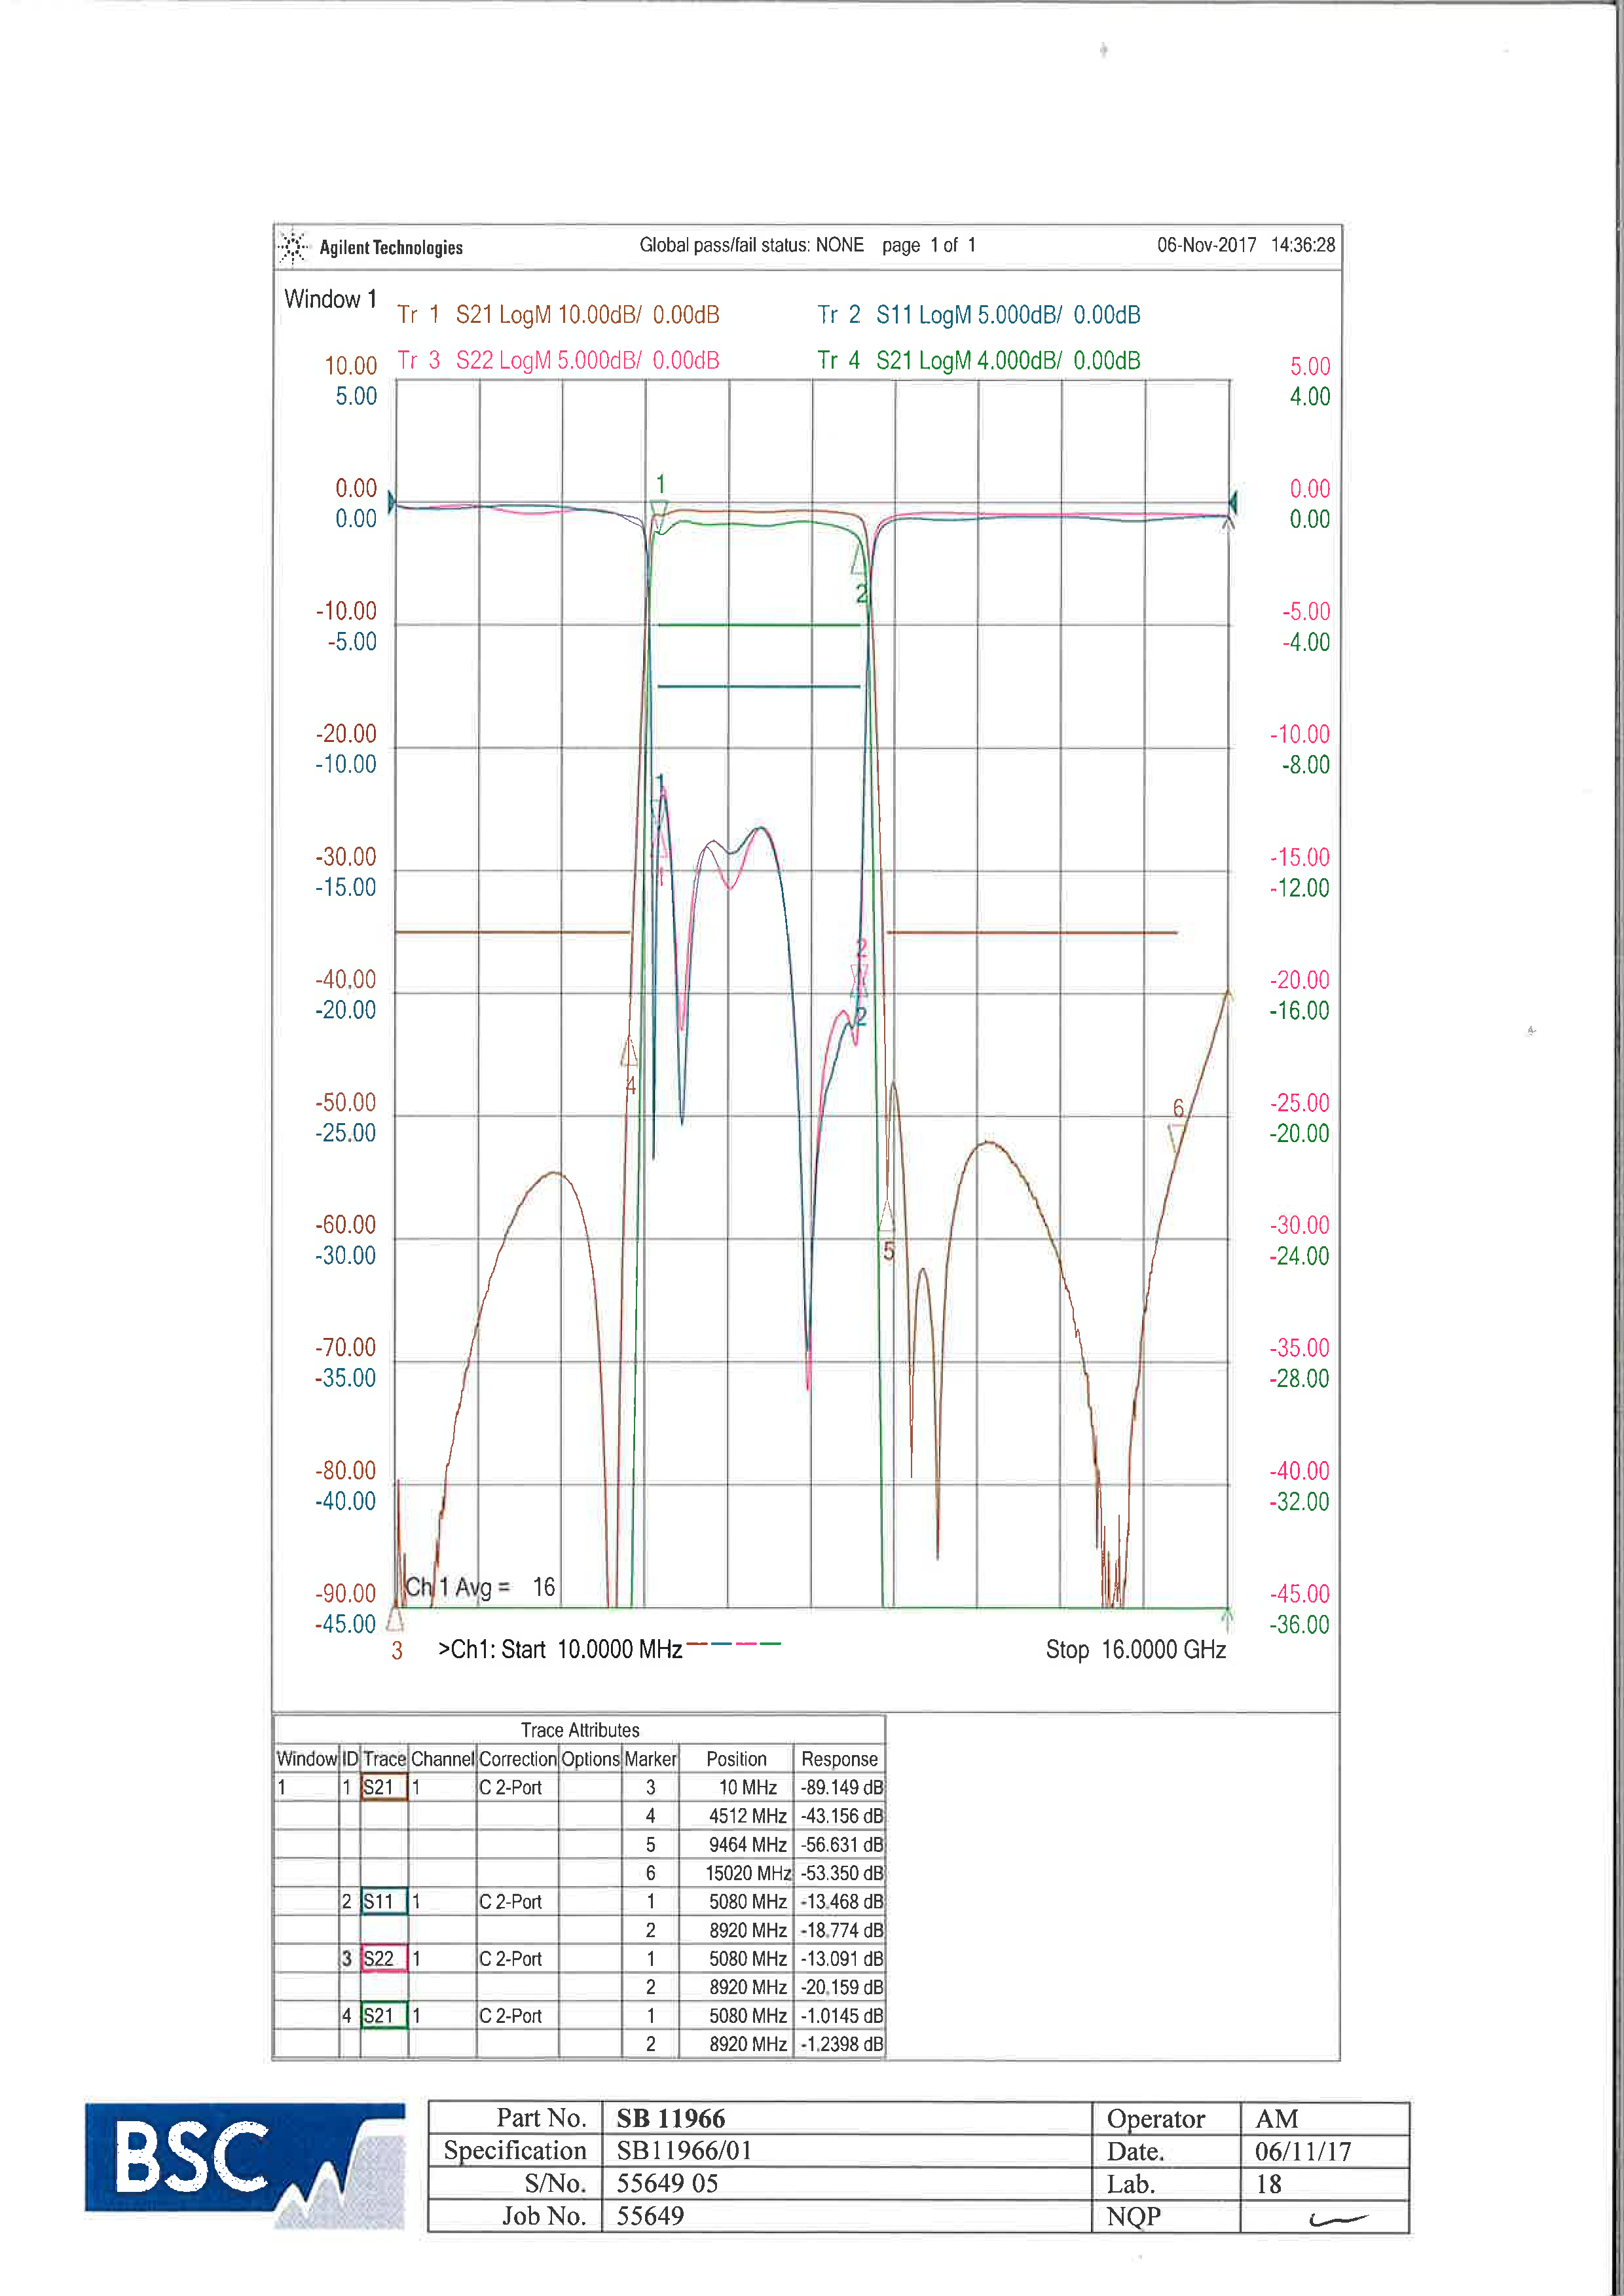 Agilent Technologies Global pass/fail status: NONE page 1 of 1 06-Nov-2017 14:36:28
Window 1
Tr 1 S21 LogM 10.00dB/ 0.00dB Tr 2 S11 LogM 5.000dB/ 0.00dB
Tr 3 S22 LogM 5.000dB/ 0.00dB Tr 4 S21 LogM 4.000dB/ 0.00dB
10.00 5.00
5.00 4.00
1
0.00 0.00
0.00 0.00
2
-10.00 -5.00
-5.00 -4.00
-20.00 -10.00
-10.00 -8.00
1
-30.00 -15.00
-15.00 -12.00
1
2
-40.00 -20.00
-20.00 -16.00
2
4
-50.00 6 -25.00
-25.00 -20.00
-60.00 -30.00
-30.00 5 -24.00
-70.00 -35.00
-35.00 -28.00
-80.00 -40.00
-40.00 -32.00
-90.00 Ch 1 Avg = 16 -45.00
-45.00 -36.00
3 >Ch1: Start 10.0000 MHz Stop 16.0000 GHz
Trace Attributes
Window ID Trace Channel Correction Options Marker Position Response
1 1 S21 1 C 2-Port 3 10 MHz -89.149 dB
4 4512 MHz -43.156 dB
5 9464 MHz -56.631 dB
6 15020 MHz -53.350 dB
2 S11 1 C 2-Port 1 5080 MHz -13.468 dB
2 8920 MHz -18.774 dB
3 S22 1 C 2-Port 1 5080 MHz -13.091 dB
2 8920 MHz -20.159 dB
4 S21 1 C 2-Port 1 5080 MHz -1.0145 dB
2 8920 MHz -1.2398 dB
BSC
Part No. SB 11966 Operator AM
Specification SB11966/01 Date. 06/11/17
S/No. 55649 05 Lab. 18
Job No. 55649 NQP